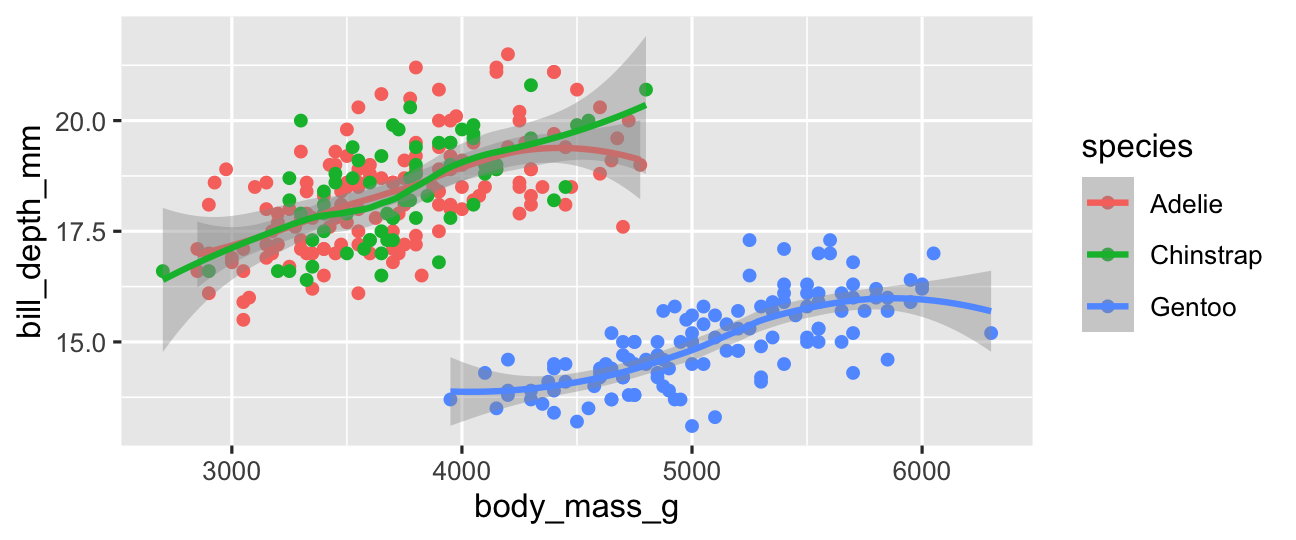 20.0
17.5
15.0
bill_depth_mm
3000 4000 5000 6000
body_mass_g
species
Adelie
Chinstrap
Gentoo